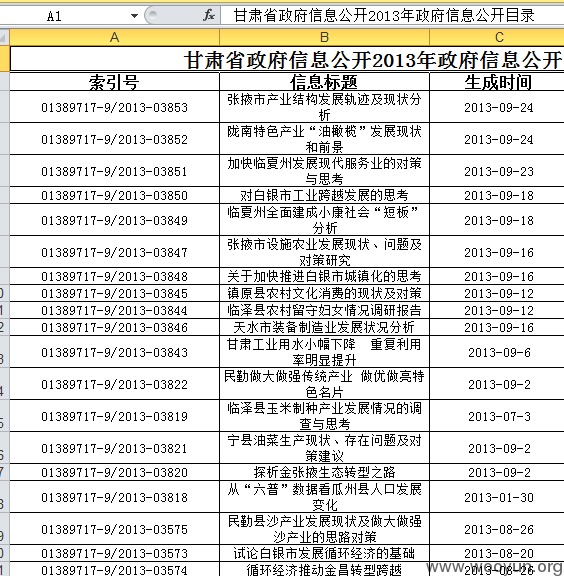 A1 fx 甘肃省政府信息公开2013年政府信息公开目录
A B C
甘肃省政府信息公开2013年政府信息公开
索引号 信息标题 生成时间
01389717-9/2013-03853 张掖市产业结构发展轨迹及现状分
析 2013-09-24
01389717-9/2013-03852 陇南特色产业“油橄榄”发展现状
和前景 2013-09-24
01389717-9/2013-03851 加快临夏州发展现代服务业的对策
与思考 2013-09-23
01389717-9/2013-03850 对白银市工业跨越发展的思考 2013-09-18
01389717-9/2013-03849 临夏州全面建成小康社会“短板”
分析 2013-09-18
01389717-9/2013-03847 张掖市设施农业发展现状、问题及
对策研究 2013-09-16
01389717-9/2013-03848 关于加快推进白银市城镇化的思考 2013-09-16
01389717-9/2013-03845 镇原县农村文化消费的现状及对策 2013-09-12
01389717-9/2013-03844 临泽县农村留守妇女情况调研报告 2013-09-12
01389717-9/2013-03846 天水市装备制造业发展状况分析 2013-09-16
01389717-9/2013-03843 甘肃工业用水小幅下降 重复利用
率明显提升 2013-09-6
01389717-9/2013-03822 民勤做大做强传统产业 做优做亮特
色名片 2013-09-2
01389717-9/2013-03819 临泽县玉米制种产业发展情况的调
查与思考 2013-07-3
01389717-9/2013-03821 宁县油菜生产现状、存在问题及对
策建议 2013-09-2
01389717-9/2013-03820 探析金张掖生态转型之路 2013-09-2
01389717-9/2013-03818 从“六普”数据看瓜州县人口发展
变化 2013-01-30
01389717-9/2013-03575 民勤县沙产业发展现状及做大做强
沙产业的思路对策 2013-08-26
01389717-9/2013-03573 试论白银市发展循环经济的基础 2013-08-20
01389717-9/2013-03574 循环经济推动金昌转型跨越 2013-08-26
www.wooyun.org